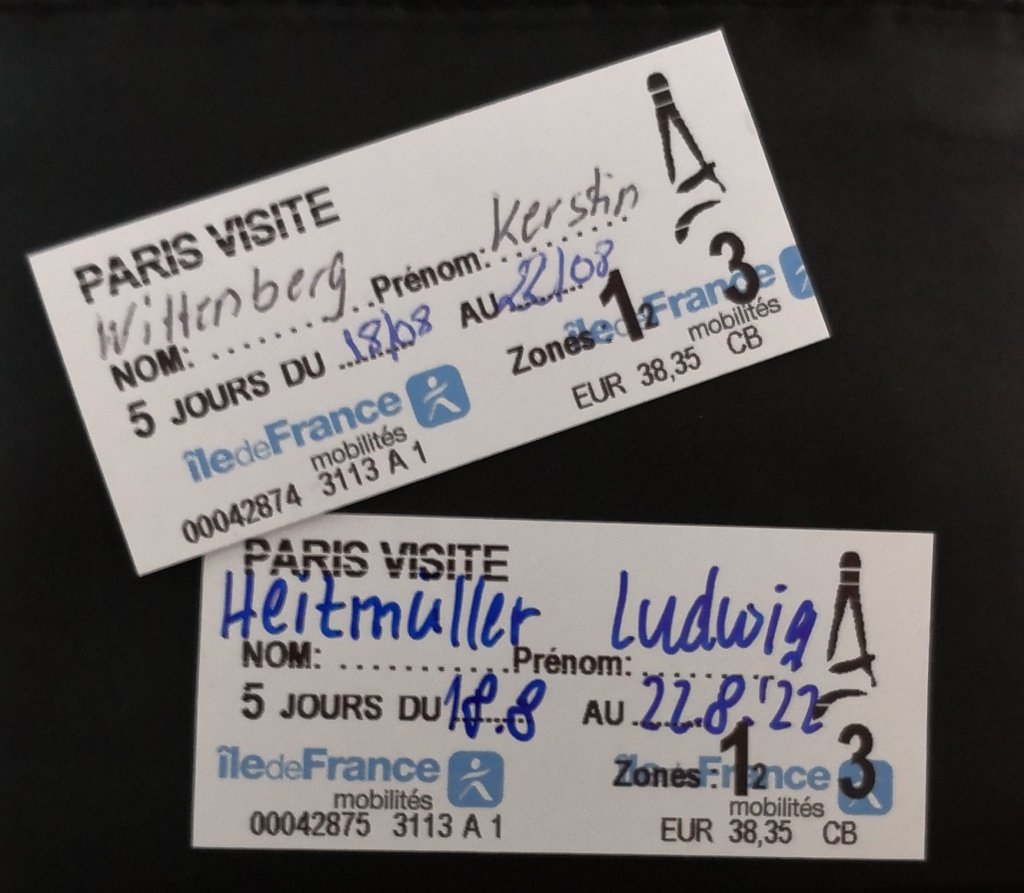 PARIS VISITE
Wittenberg Kerstin
NOM: .......... Prénom: ..........
5 JOURS DU 18/08 AU 22/08
Zones : 1 2 3
îledeFrance mobilités îledeFrance mobilités
EUR 38,35 CB
00042874 3113 A 1
PARIS VISITE
Heitmüller Ludwig
NOM: .......... Prénom: ..........
5 JOURS DU 18.8 AU 22.8.'22
îledeFrance Zones : 1 2 3 îledeFrance
mobilités mobilités
00042875 3113 A 1 EUR 38,35 CB